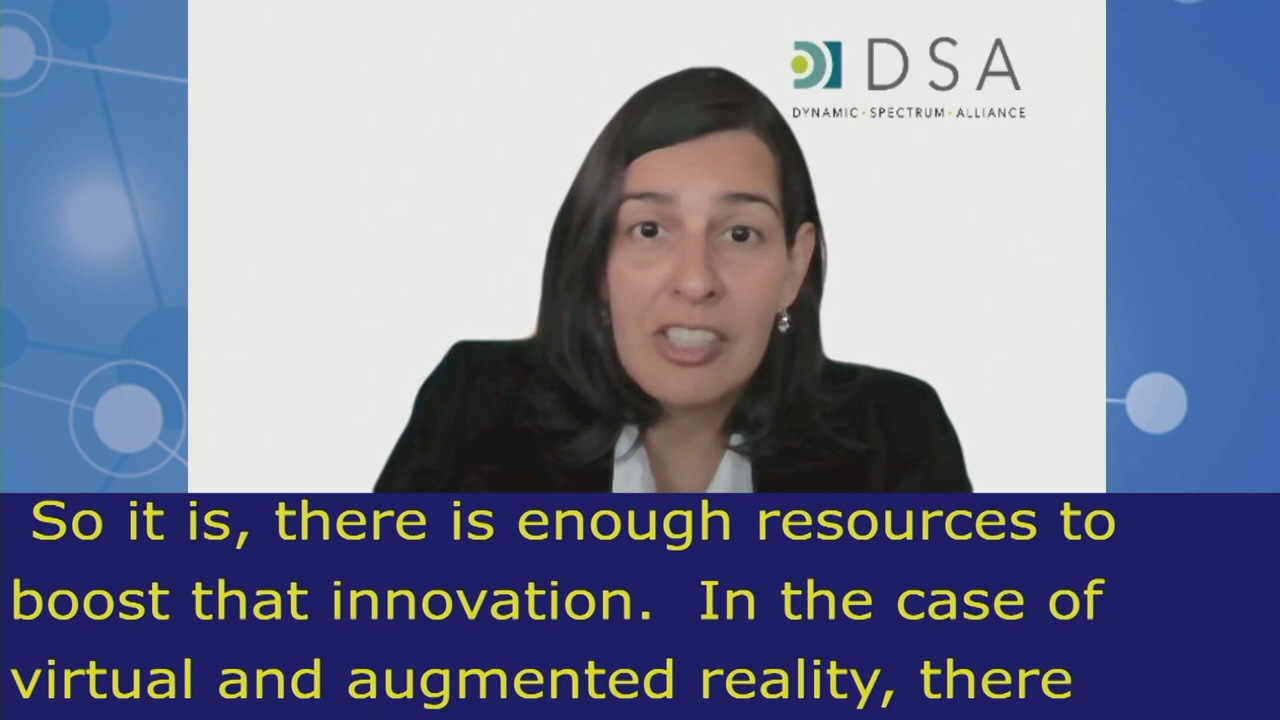 DSA
DYNAMIC · SPECTRUM · ALLIANCE
So it is, there is enough resources to
boost that innovation.  In the case of
virtual and augmented reality, there